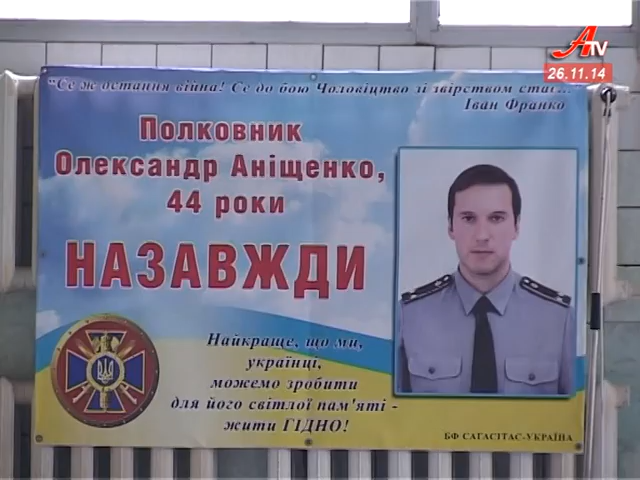 ATV
26.11.14
"Се ж остання війна! Се до бою Чоловіцтво зі звірством стає...
Іван Франко
Полковник
Олександр Аніщенко,
44 роки
НАЗАВЖДИ
Найкраще, що ми,
українці,
можемо зробити
для його світлої пам'яті -
жити ГІДНО!
БФ САГАСІТАС-УКРАЇНА